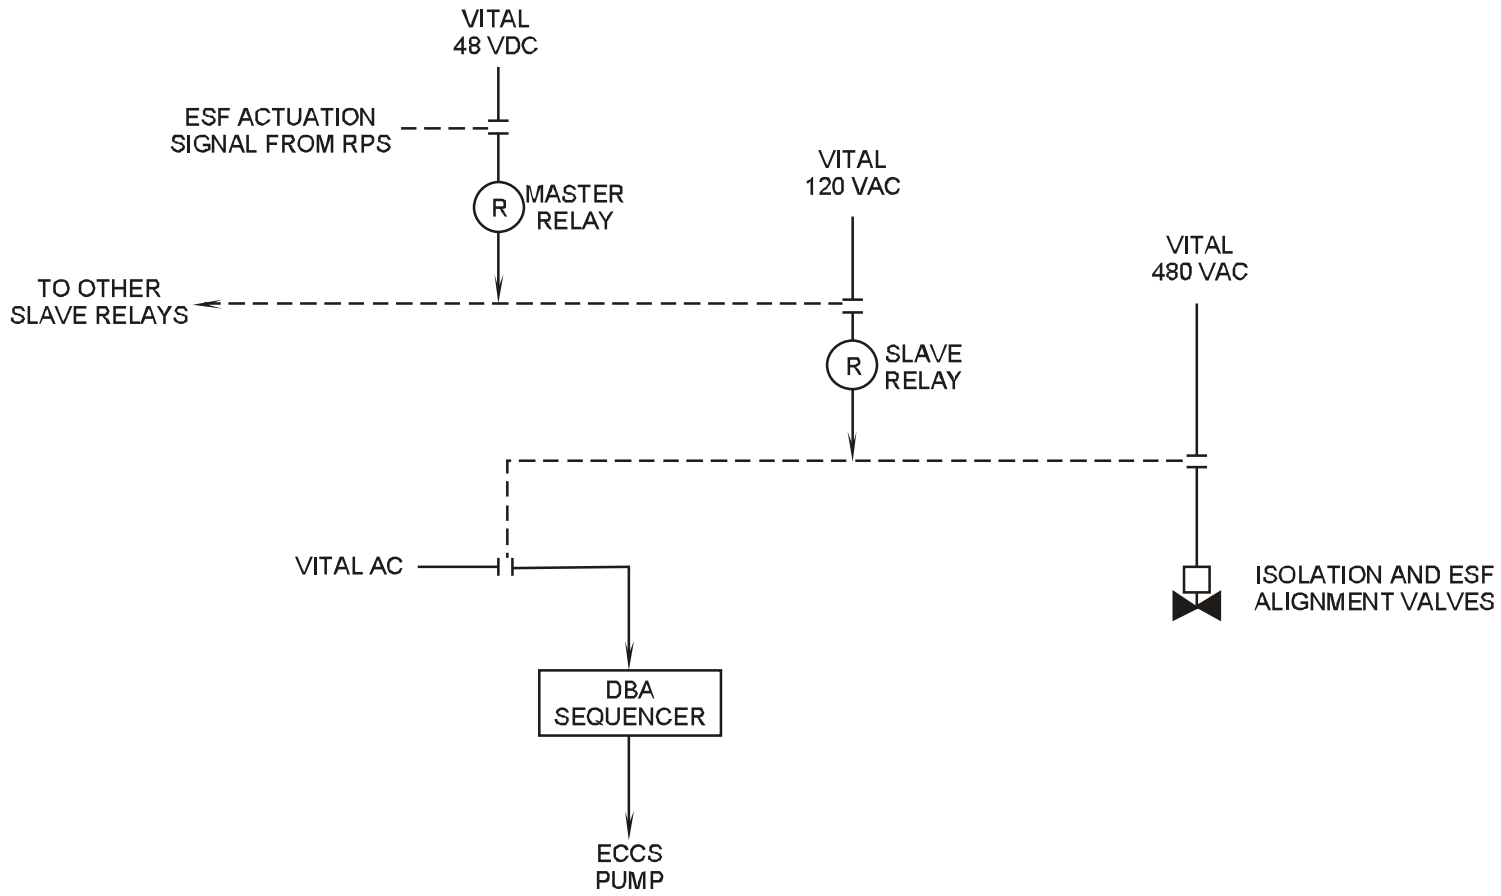 VITAL
48 VDC
ESF ACTUATION
SIGNAL FROM RPS
R
MASTER
RELAY
VITAL
120 VAC
VITAL
480 VAC
TO OTHER
SLAVE RELAYS
R
SLAVE
RELAY
VITAL AC
ISOLATION AND ESF
ALIGNMENT VALVES
DBA
SEQUENCER
ECCS
PUMP